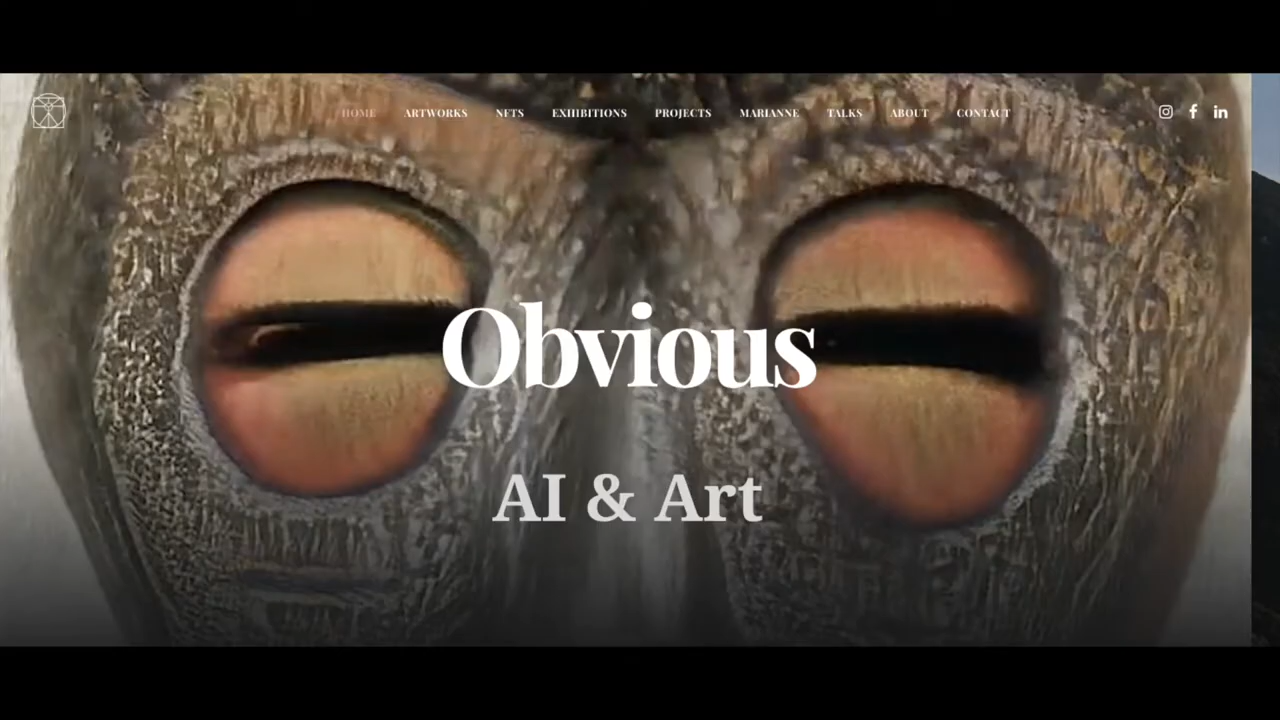 HOME ARTWORKS NFTS EXHIBITIONS PROJECTS MARIANNE TALKS ABOUT CONTACT
Obvious
AI & Art